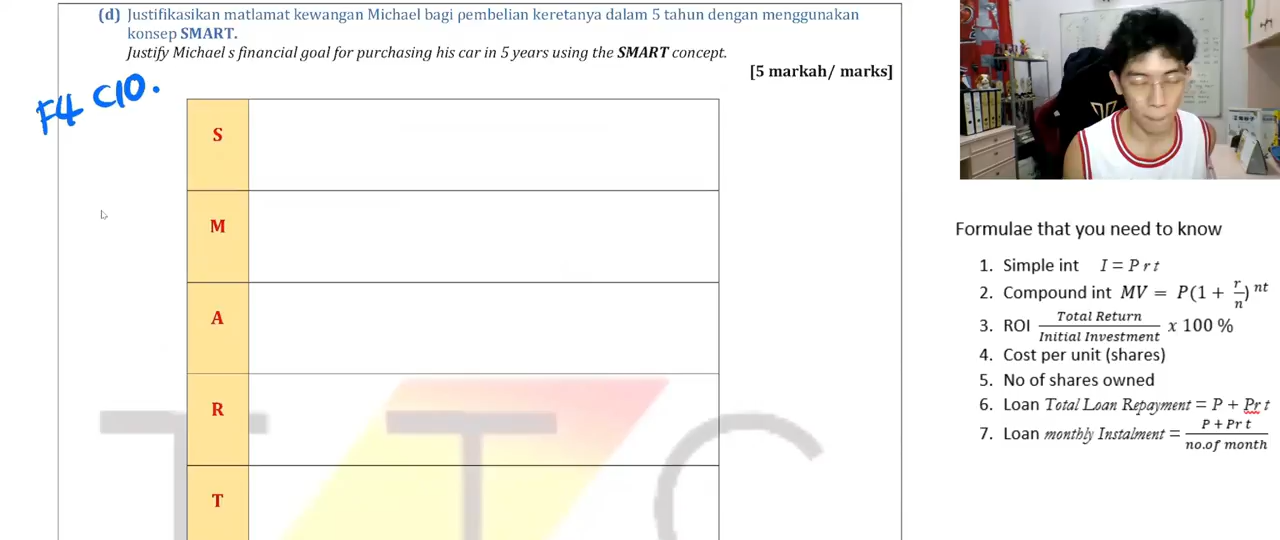 (d) Justifikasikan matlamat kewangan Michael bagi pembelian keretanya dalam 5 tahun dengan menggunakan
konsep SMART.
Justify Michael s financial goal for purchasing his car in 5 years using the SMART concept.
[5 markah/ marks]
F4 C10.
S
M
A
R
T
T T C
Formulae that you need to know
1. Simple int I = P r t
2. Compound int MV = P(1 + r/n) nt
3. ROI Total Return / Initial Investment x 100 %
4. Cost per unit (shares)
5. No of shares owned
6. Loan Total Loan Repayment = P + Pr t
7. Loan monthly Instalment = P + Pr t / no.of month